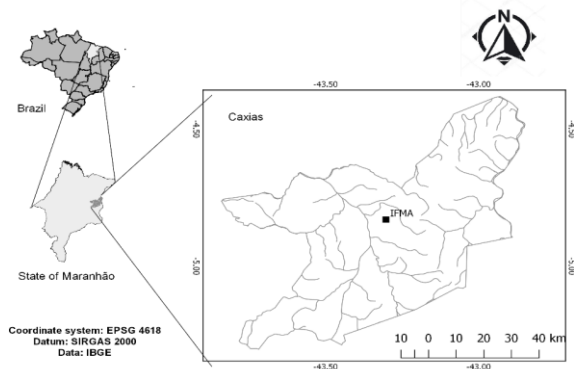 N
Brazil
State of Maranhão
Coordinate system: EPSG 4618
Datum: SIRGAS 2000
Data: IBGE
-43.50 -43.00
Caxias
-4.50 -4.50
IFMA
-5.00 -5.00
10 0 10 20 30 40 km
-43.50 -43.00